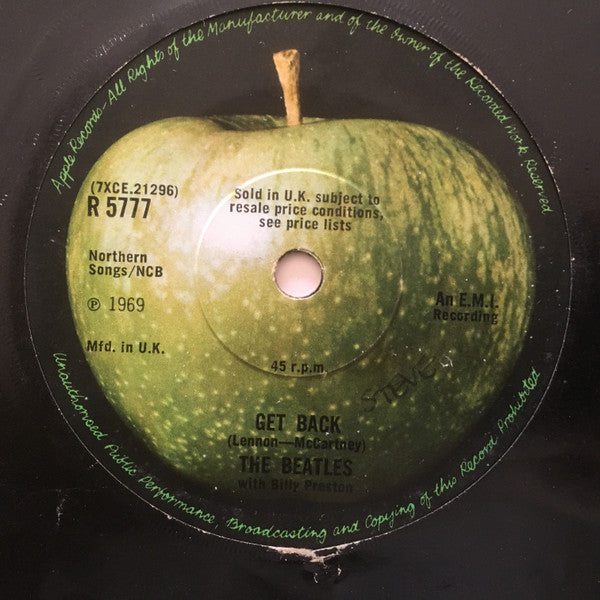 Apple Records-All Rights of the Manufacturer and of the Owner of the Recorded Work Reserved
(7XCE.21296)
R 5777
Sold in U.K. subject to
resale price conditions,
see price lists
Northern
Songs/NCB
℗ 1969
An E.M.I.
Recording
Mfd. in U.K.
45 r.p.m.
STEVE
GET BACK
(Lennon—McCartney)
THE BEATLES
with Billy Preston
Unauthorised Public Performance, Broadcasting and Copying of this Record Prohibited